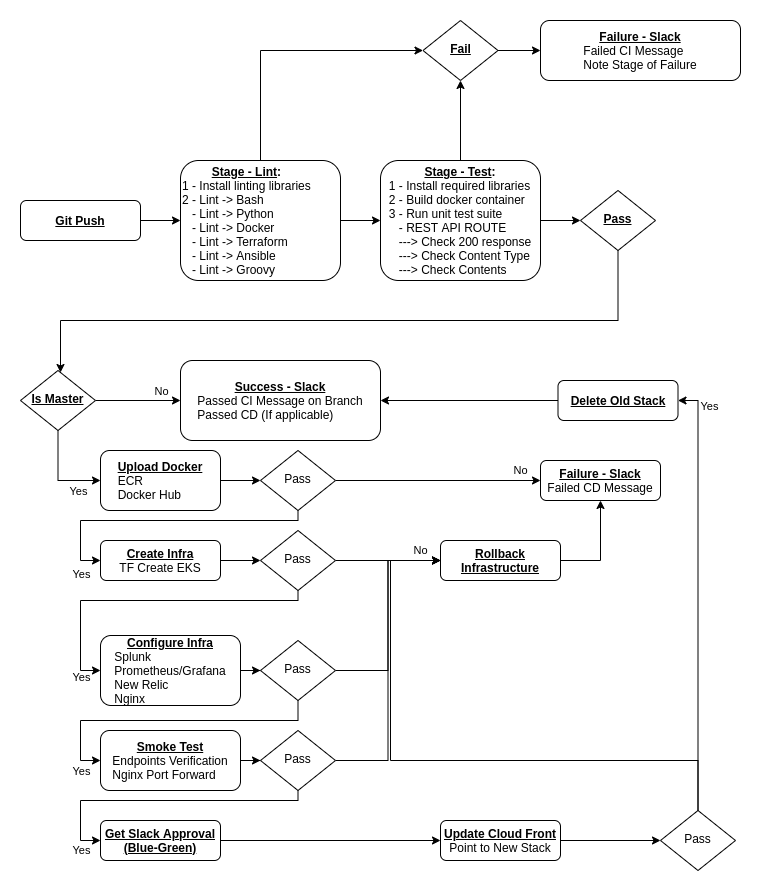 Fail
Failure - Slack
Failed CI Message
Note Stage of Failure
Git Push
Stage - Lint:
1 - Install linting libraries
2 - Lint -> Bash
- Lint -> Python
- Lint -> Docker
- Lint -> Terraform
- Lint -> Ansible
- Lint -> Groovy
Stage - Test:
1 - Install required libraries
2 - Build docker container
3 - Run unit test suite
- REST API ROUTE
---> Check 200 response
---> Check Content Type
---> Check Contents
Pass
Is Master
No
Success - Slack
Passed CI Message on Branch
Passed CD (If applicable)
Delete Old Stack
Yes
Yes
Upload Docker
ECR
Docker Hub
Pass
No
Failure - Slack
Failed CD Message
Yes
Create Infra
TF Create EKS
Pass
No
Rollback
Infrastructure
Yes
Configure Infra
Splunk
Prometheus/Grafana
New Relic
Nginx
Pass
Yes
Smoke Test
Endpoints Verification
Nginx Port Forward
Pass
Yes
Get Slack Approval
(Blue-Green)
Update Cloud Front
Point to New Stack
Pass